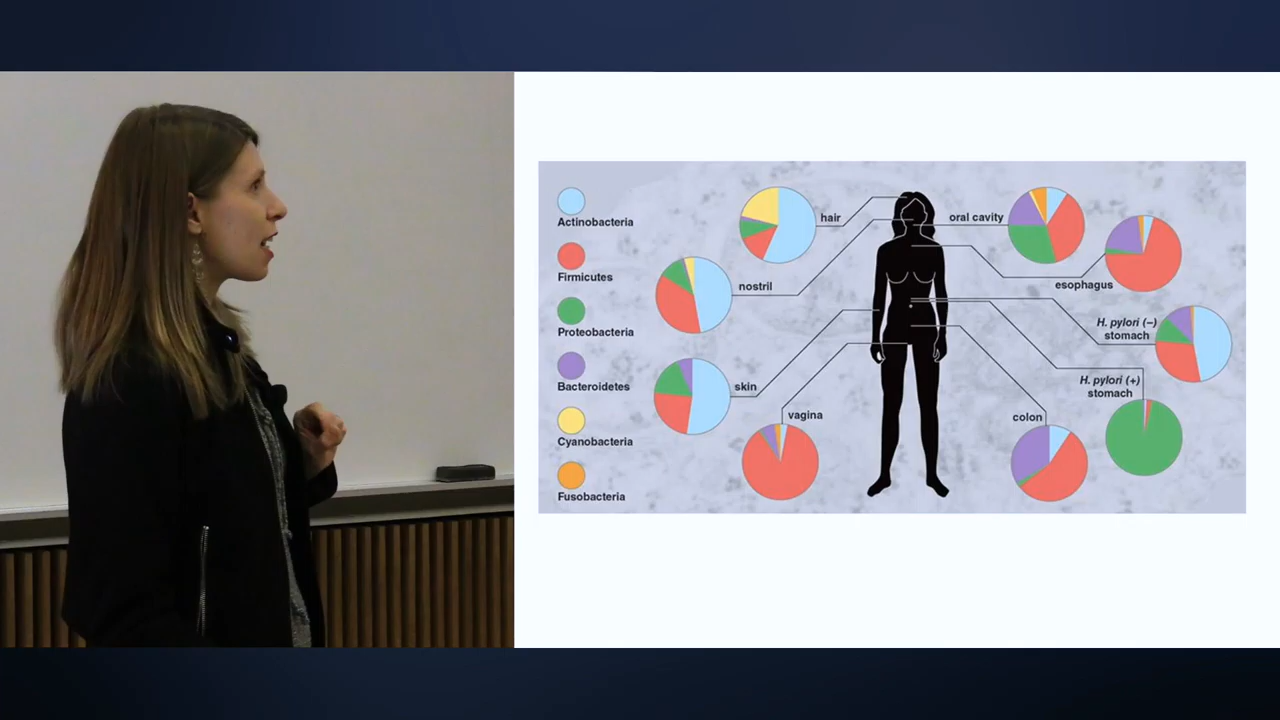 Actinobacteria
Firmicutes
Proteobacteria
Bacteroidetes
Cyanobacteria
Fusobacteria
hair
nostril
skin
vagina
oral cavity
esophagus
H. pylori (–)
stomach
H. pylori (+)
stomach
colon